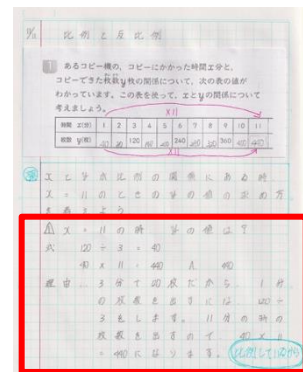 比例と反比例
1 あるコピー機の、コピーにかかった時間x分と、
コピーできた枚数y枚の関係について、次の表の値が
わかっています。この表を使って、xとyの関係について
考えましょう。
×11
時間 x(分) 1 2 3 4 5 6 7 8 9 10 11
枚数 y(枚) 40 80 120 160 200 240 280 320 360 400 440
×11
xとyが比例の関係にある時
x=11のときのyの値の求め方
を考えよう
x=11の時 yの値は?
式 120÷3=40
40×11=440 A 440
理由 3分で120枚だから、1分
の枚数を出すには 120÷
3をします。11分の時の
枚数を出すので 40×11
=440になります。
比例しているから